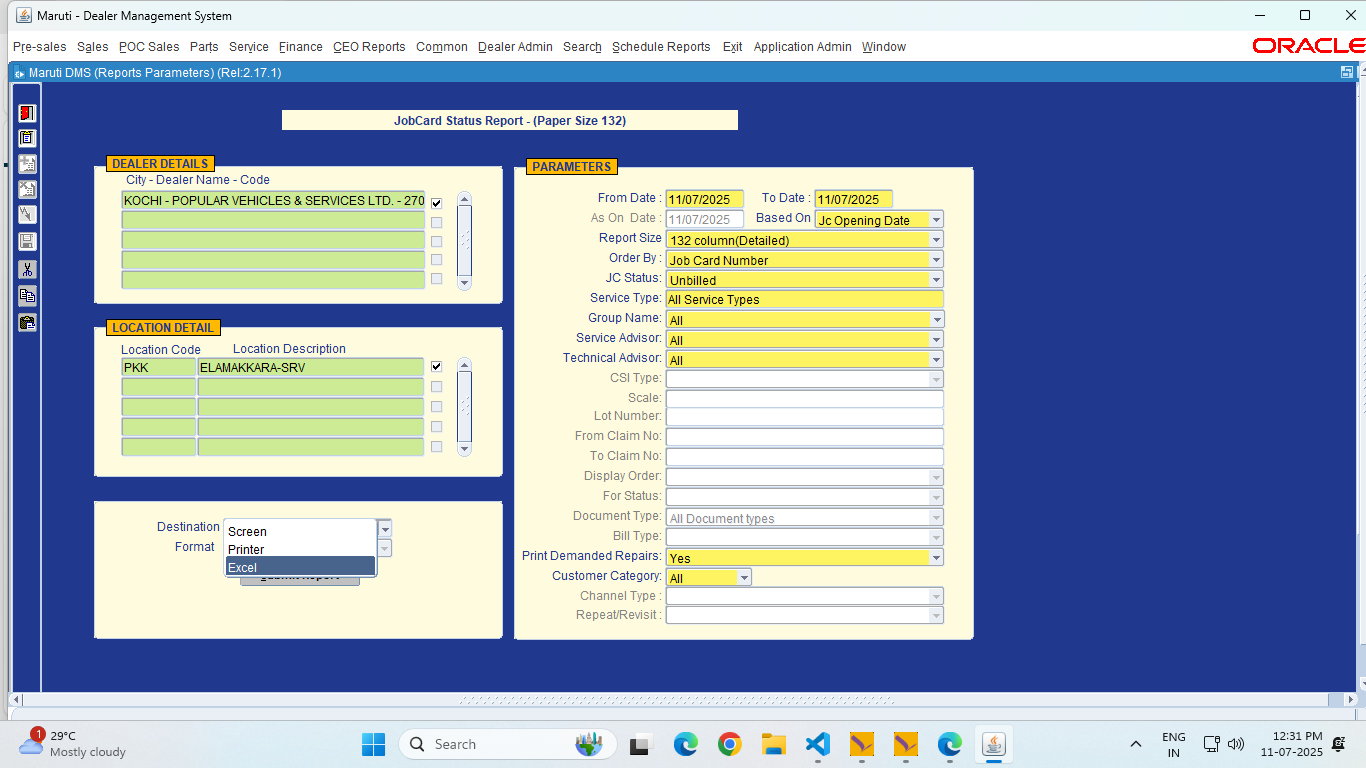 Maruti - Dealer Management System
Pre-sales Sales POC Sales Parts Service Finance CEO Reports Common Dealer Admin Search Schedule Reports Exit Application Admin Window
ORACLE
Maruti DMS (Reports Parameters) (Rel:2.17.1)
JobCard Status Report - (Paper Size 132)
DEALER DETAILS
City - Dealer Name - Code
KOCHI - POPULAR VEHICLES & SERVICES LTD. - 270
LOCATION DETAIL
Location Code Location Description
PKK ELAMAKKARA-SRV
Destination
Format
Screen
Printer
Excel
PARAMETERS
From Date : 11/07/2025 To Date : 11/07/2025
As On Date : 11/07/2025 Based On Jc Opening Date
Report Size 132 column(Detailed)
Order By : Job Card Number
JC Status: Unbilled
Service Type: All Service Types
Group Name: All
Service Advisor: All
Technical Advisor: All
CSI Type:
Scale:
Lot Number:
From Claim No:
To Claim No:
Display Order:
For Status:
Document Type: All Document types
Bill Type:
Print Demanded Repairs: Yes
Customer Category: All
Channel Type :
Repeat/Revisit :
1
29°C
Mostly cloudy
Search
ENG
IN
12:31 PM
11-07-2025